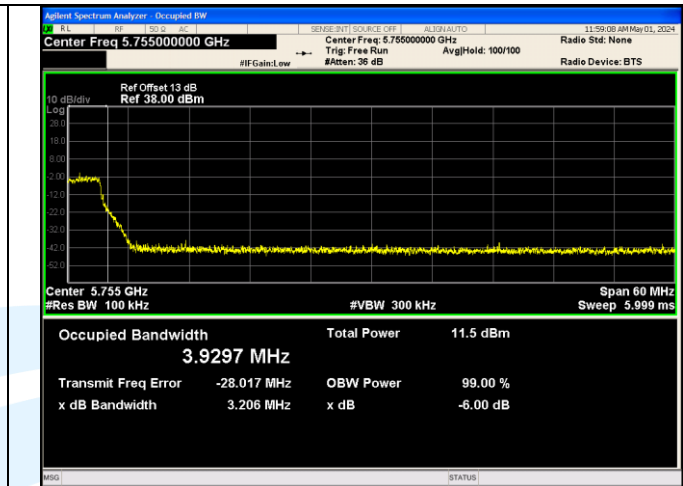 Agilent Spectrum Analyzer - Occupied BW
RL RF 50 Ω AC SENSE:INT SOURCE OFF ALIGNAUTO 11:59:08 AM May 01, 2024
Center Freq 5.755000000 GHz Center Freq: 5.755000000 GHz Radio Std: None
Trig: Free Run Avg|Hold: 100/100
#IFGain:Low #Atten: 36 dB Radio Device: BTS
Ref Offset 13 dB
10 dB/div Ref 38.00 dBm
Log
28.0
18.0
8.00
-2.00
-12.0
-22.0
-32.0
-42.0
-52.0
Center 5.755 GHz Span 60 MHz
#Res BW 100 kHz #VBW 300 kHz Sweep 5.999 ms
Occupied Bandwidth Total Power 11.5 dBm
3.9297 MHz
Transmit Freq Error -28.017 MHz OBW Power 99.00 %
x dB Bandwidth 3.206 MHz x dB -6.00 dB
MSG STATUS